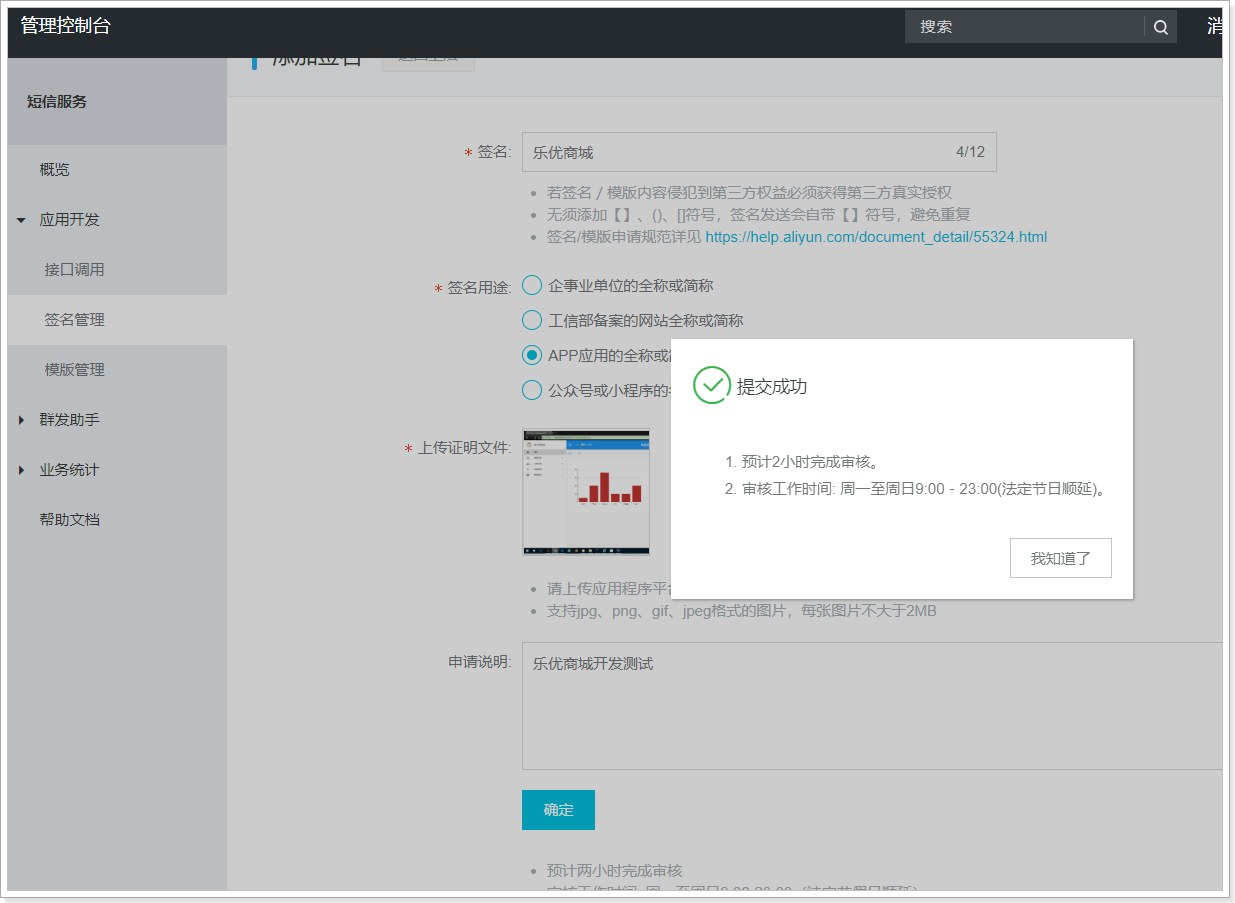 管理控制台
搜索
消
添加签名
返回上层
短信服务
概览
应用开发
接口调用
签名管理
模版管理
群发助手
业务统计
帮助文档
* 签名:
乐优商城
4/12
若签名 / 模版内容侵犯到第三方权益必须获得第三方真实授权
无须添加【】、()、[]符号，签名发送会自带【】符号，避免重复
签名/模版申请规范详见 https://help.aliyun.com/document_detail/55324.html
* 签名用途:
企事业单位的全称或简称
工信部备案的网站全称或简称
APP应用的全称或
公众号或小程序的
提交成功
1. 预计2小时完成审核。
2. 审核工作时间: 周一至周日9:00 - 23:00(法定节日顺延)。
我知道了
* 上传证明文件:
请上传应用程序平
支持jpg、png、gif、jpeg格式的图片，每张图片不大于2MB
申请说明:
乐优商城开发测试
确定
预计两小时完成审核